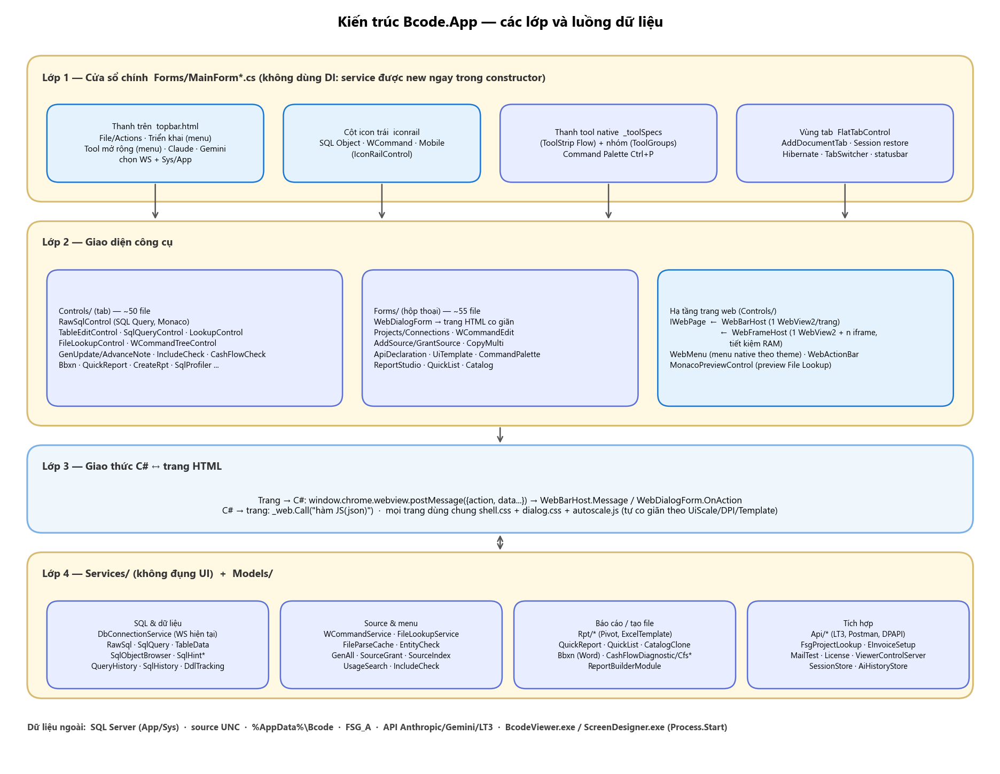 Kiến trúc Bcode.App — các lớp và luồng dữ liệu
Lớp 1 — Cửa sổ chính  Forms/MainForm*.cs (không dùng DI: service được new ngay trong constructor)
Thanh trên  topbar.html
File/Actions · Triển khai (menu)
Tool mở rộng (menu) · Claude · Gemini
chọn WS + Sys/App
Cột icon trái  iconrail
SQL Object · WCommand · Mobile
(IconRailControl)
Thanh tool native  _toolSpecs
(ToolStrip Flow) + nhóm (ToolGroups)
Command Palette Ctrl+P
Vùng tab  FlatTabControl
AddDocumentTab · Session restore
Hibernate · TabSwitcher · statusbar
Lớp 2 — Giao diện công cụ
Controls/ (tab) — ~50 file
RawSqlControl (SQL Query, Monaco)
TableEditControl · SqlQueryControl · LookupControl
FileLookupControl · WCommandTreeControl
GenUpdate/AdvanceNote · IncludeCheck · CashFlowCheck
Bbxn · QuickReport · CreateRpt · SqlProfiler ...
Forms/ (hộp thoại) — ~55 file
WebDialogForm → trang HTML co giãn
Projects/Connections · WCommandEdit
AddSource/GrantSource · CopyMulti
ApiDeclaration · UiTemplate · CommandPalette
ReportStudio · QuickList · Catalog
Hạ tầng trang web (Controls/)
IWebPage  ←  WebBarHost (1 WebView2/trang)
←  WebFrameHost (1 WebView2 + n iframe,
tiết kiệm RAM)
WebMenu (menu native theo theme) · WebActionBar
MonacoPreviewControl (preview File Lookup)
Lớp 3 — Giao thức C# ↔ trang HTML
Trang → C#: window.chrome.webview.postMessage({action, data...}) → WebBarHost.Message / WebDialogForm.OnAction
C# → trang: _web.Call("hàm JS(json)")  ·  mọi trang dùng chung shell.css + dialog.css + autoscale.js (tự co giãn theo UiScale/DPI/Template)
Lớp 4 — Services/ (không đụng UI)  +  Models/
SQL & dữ liệu
DbConnectionService (WS hiện tại)
RawSql · SqlQuery · TableData
SqlObjectBrowser · SqlHint*
QueryHistory · SqlHistory · DdlTracking
Source & menu
WCommandService · FileLookupService
FileParseCache · EntityCheck
GenAll · SourceGrant · SourceIndex
UsageSearch · IncludeCheck
Báo cáo / tạo file
Rpt/* (Pivot, ExcelTemplate)
QuickReport · QuickList · CatalogClone
Bbxn (Word) · CashFlowDiagnostic/Cfs*
ReportBuilderModule
Tích hợp
Api/* (LT3, Postman, DPAPI)
FsgProjectLookup · EInvoiceSetup
MailTest · License · ViewerControlServer
SessionStore · AiHistoryStore
Dữ liệu ngoài:  SQL Server (App/Sys)  ·  source UNC  ·  %AppData%\Bcode  ·  FSG_A  ·  API Anthropic/Gemini/LT3  ·  BcodeViewer.exe / ScreenDesigner.exe (Process.Start)